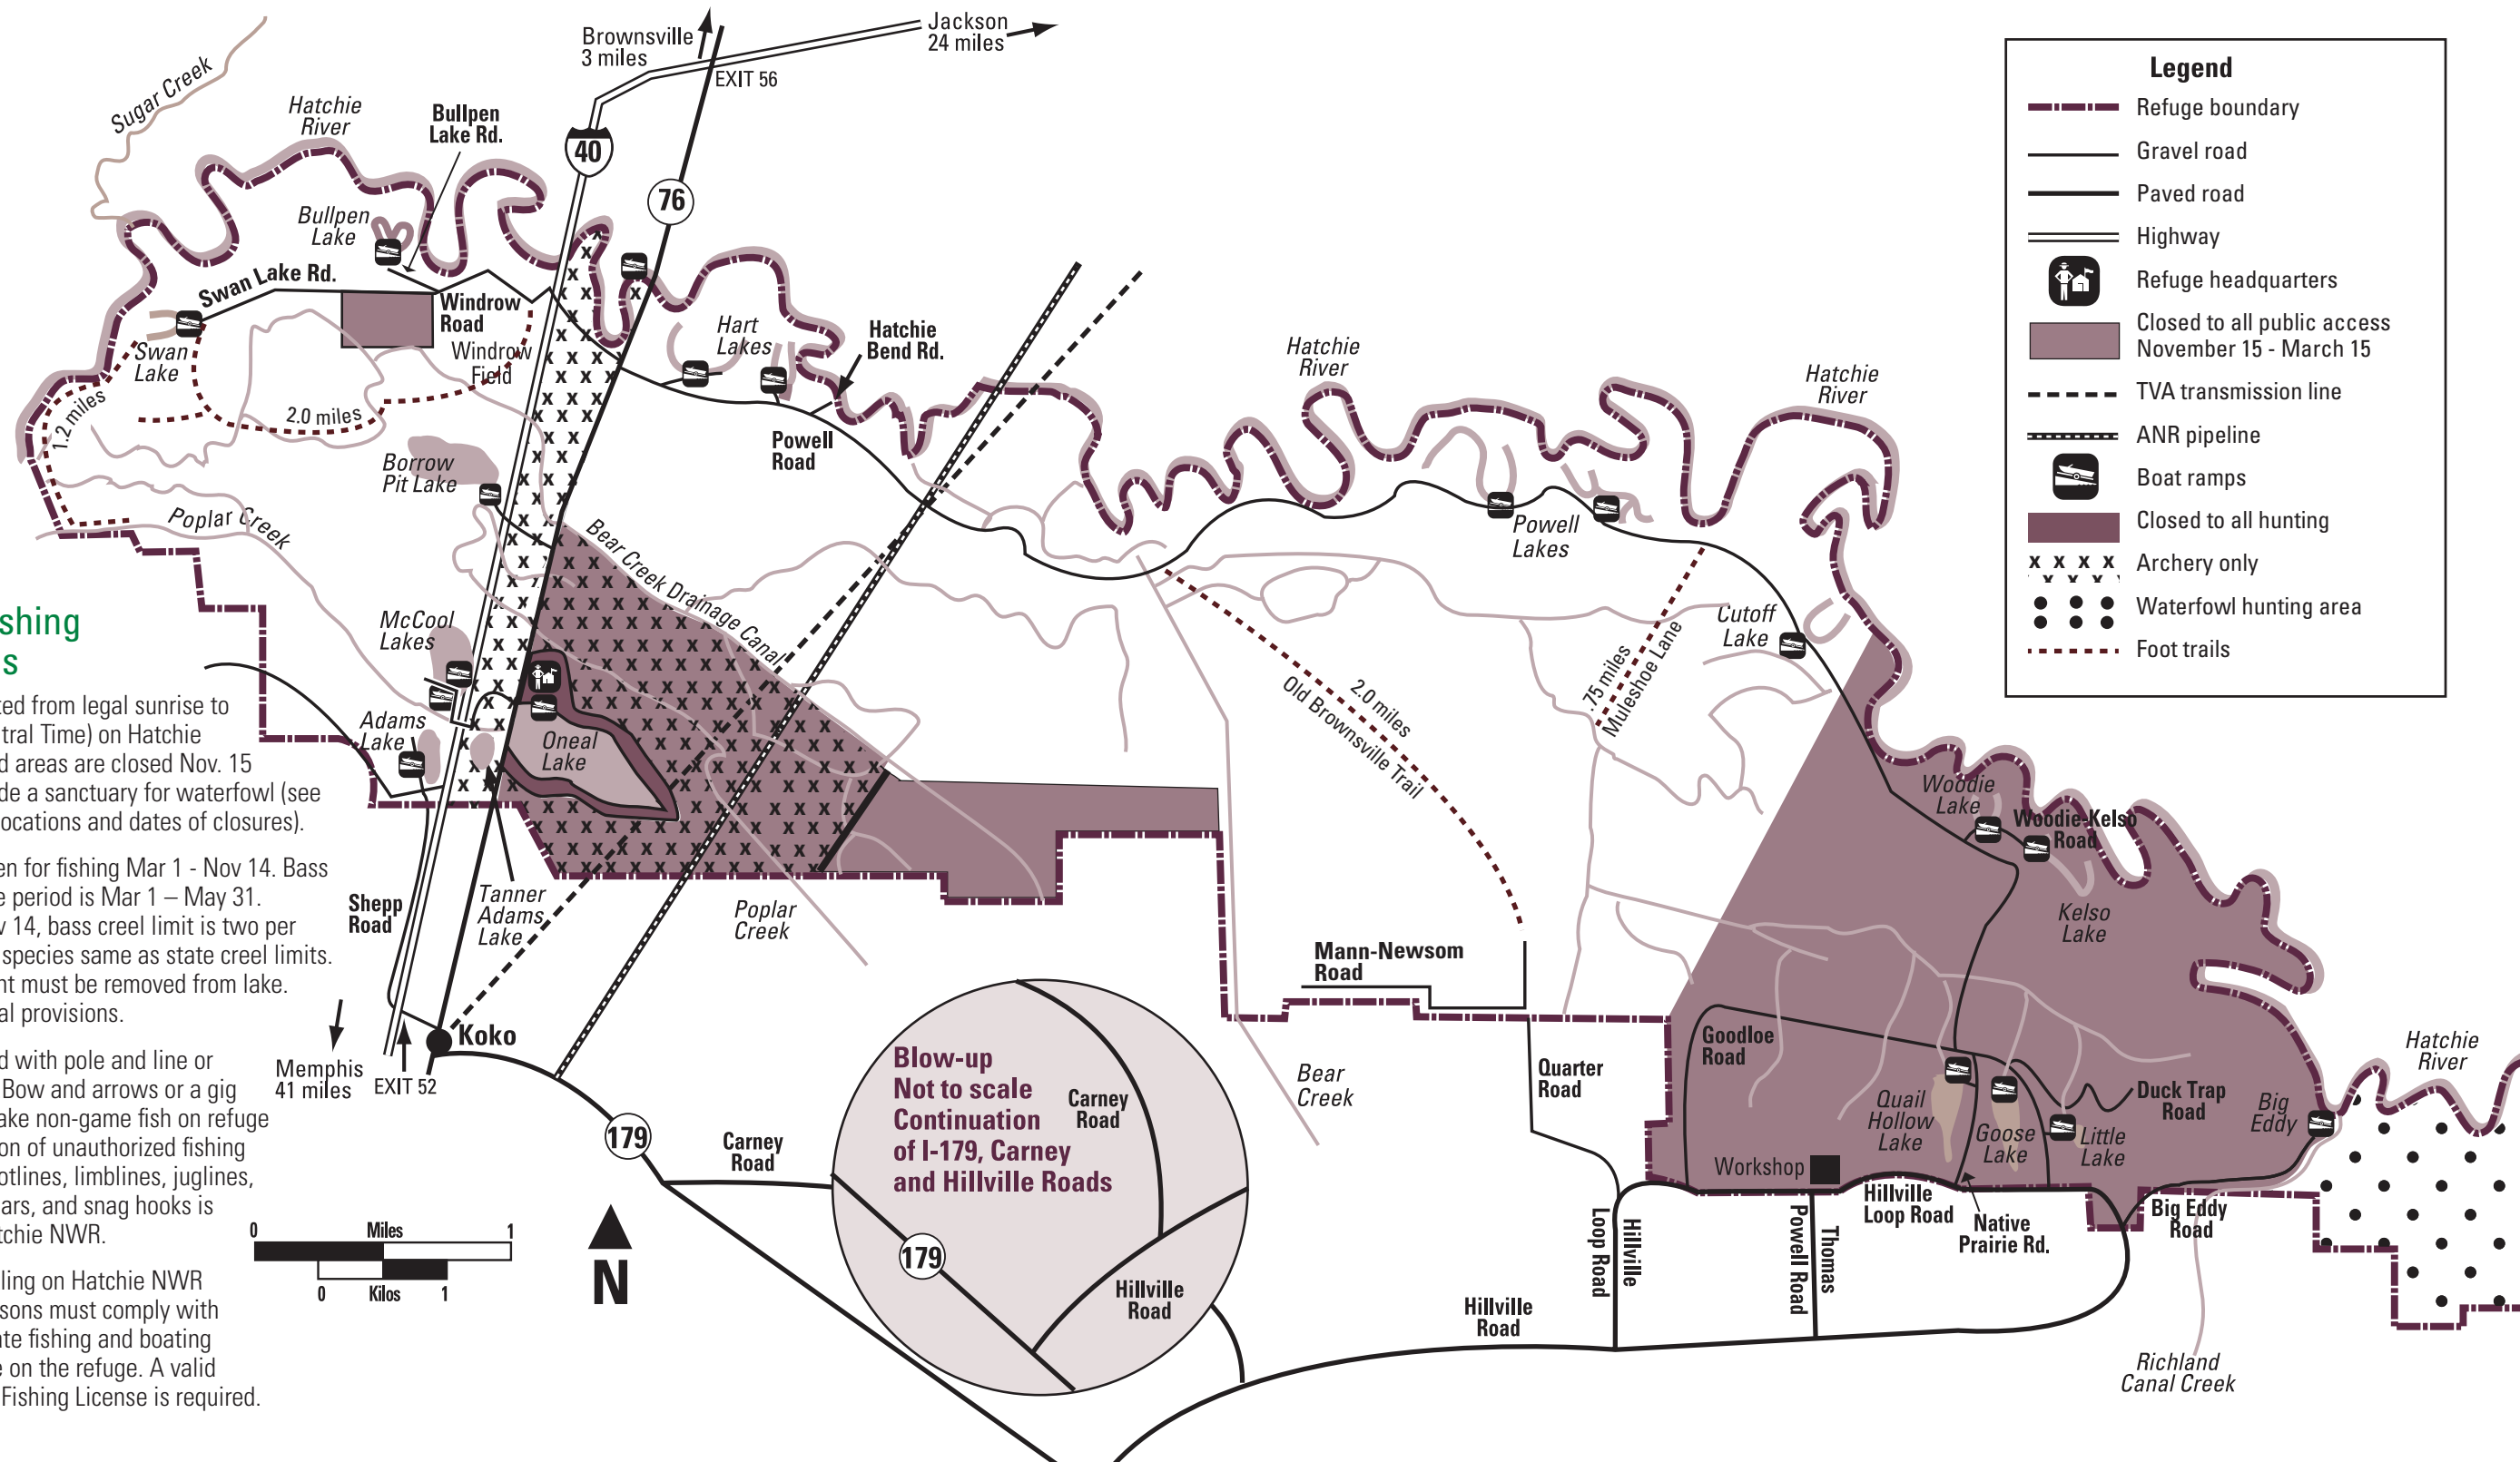 Sugar Creek
Hatchie
River
Bullpen
Lake Rd.
Brownsville
3 miles
Jackson
24 miles
EXIT 56
40
76
Bullpen
Lake
Swan Lake Rd.
Windrow
Road
Windrow
Field
Swan
Lake
1.2 miles
2.0 miles
Hart
Lakes
Hatchie
Bend Rd.
Powell
Road
Borrow
Pit Lake
Poplar Creek
Bear Creek Drainage Canal
Hatchie
River
Hatchie
River
Powell
Lakes
Cutoff
Lake
.75 miles
Muleshoe Lane
2.0 miles
Old Brownsville Trail
McCool
Lakes
Adams
Lake
Oneal
Lake
Tanner
Adams
Lake
Shepp
Road
Poplar
Creek
Woodie
Lake
Woodie-Kelso
Road
Kelso
Lake
Mann-Newsom
Road
Koko
Memphis
41 miles
EXIT 52
179
Carney
Road
Blow-up
Not to scale
Continuation
of I-179, Carney
and Hillville Roads
Carney
Road
179
Hillville
Road
Bear
Creek
Quarter
Road
Goodloe
Road
Workshop
Quail
Hollow
Lake
Goose
Lake
Little
Lake
Duck Trap
Road
Big
Eddy
Hatchie
River
Hillville
Loop Road
Thomas
Powell Road
Hillville
Loop Road
Native
Prairie Rd.
Big Eddy
Road
Hillville
Road
Richland
Canal Creek
Legend
Refuge boundary
Gravel road
Paved road
Highway
Refuge headquarters
Closed to all public access
November 15 - March 15
TVA transmission line
ANR pipeline
Boat ramps
Closed to all hunting
Archery only
Waterfowl hunting area
Foot trails
shing
s
ted from legal sunrise to
tral Time) on Hatchie
d areas are closed Nov. 15
de a sanctuary for waterfowl (see
ocations and dates of closures).
en for fishing Mar 1 - Nov 14. Bass
e period is Mar 1 – May 31.
v 14, bass creel limit is two per
species same as state creel limits.
nt must be removed from lake.
al provisions.
d with pole and line or
Bow and arrows or a gig
ake non-game fish on refuge
on of unauthorized fishing
otlines, limblines, juglines,
ars, and snag hooks is
tchie NWR.
ling on Hatchie NWR
sons must comply with
ate fishing and boating
e on the refuge. A valid
Fishing License is required.
0 Miles 1
0 Kilos 1
N